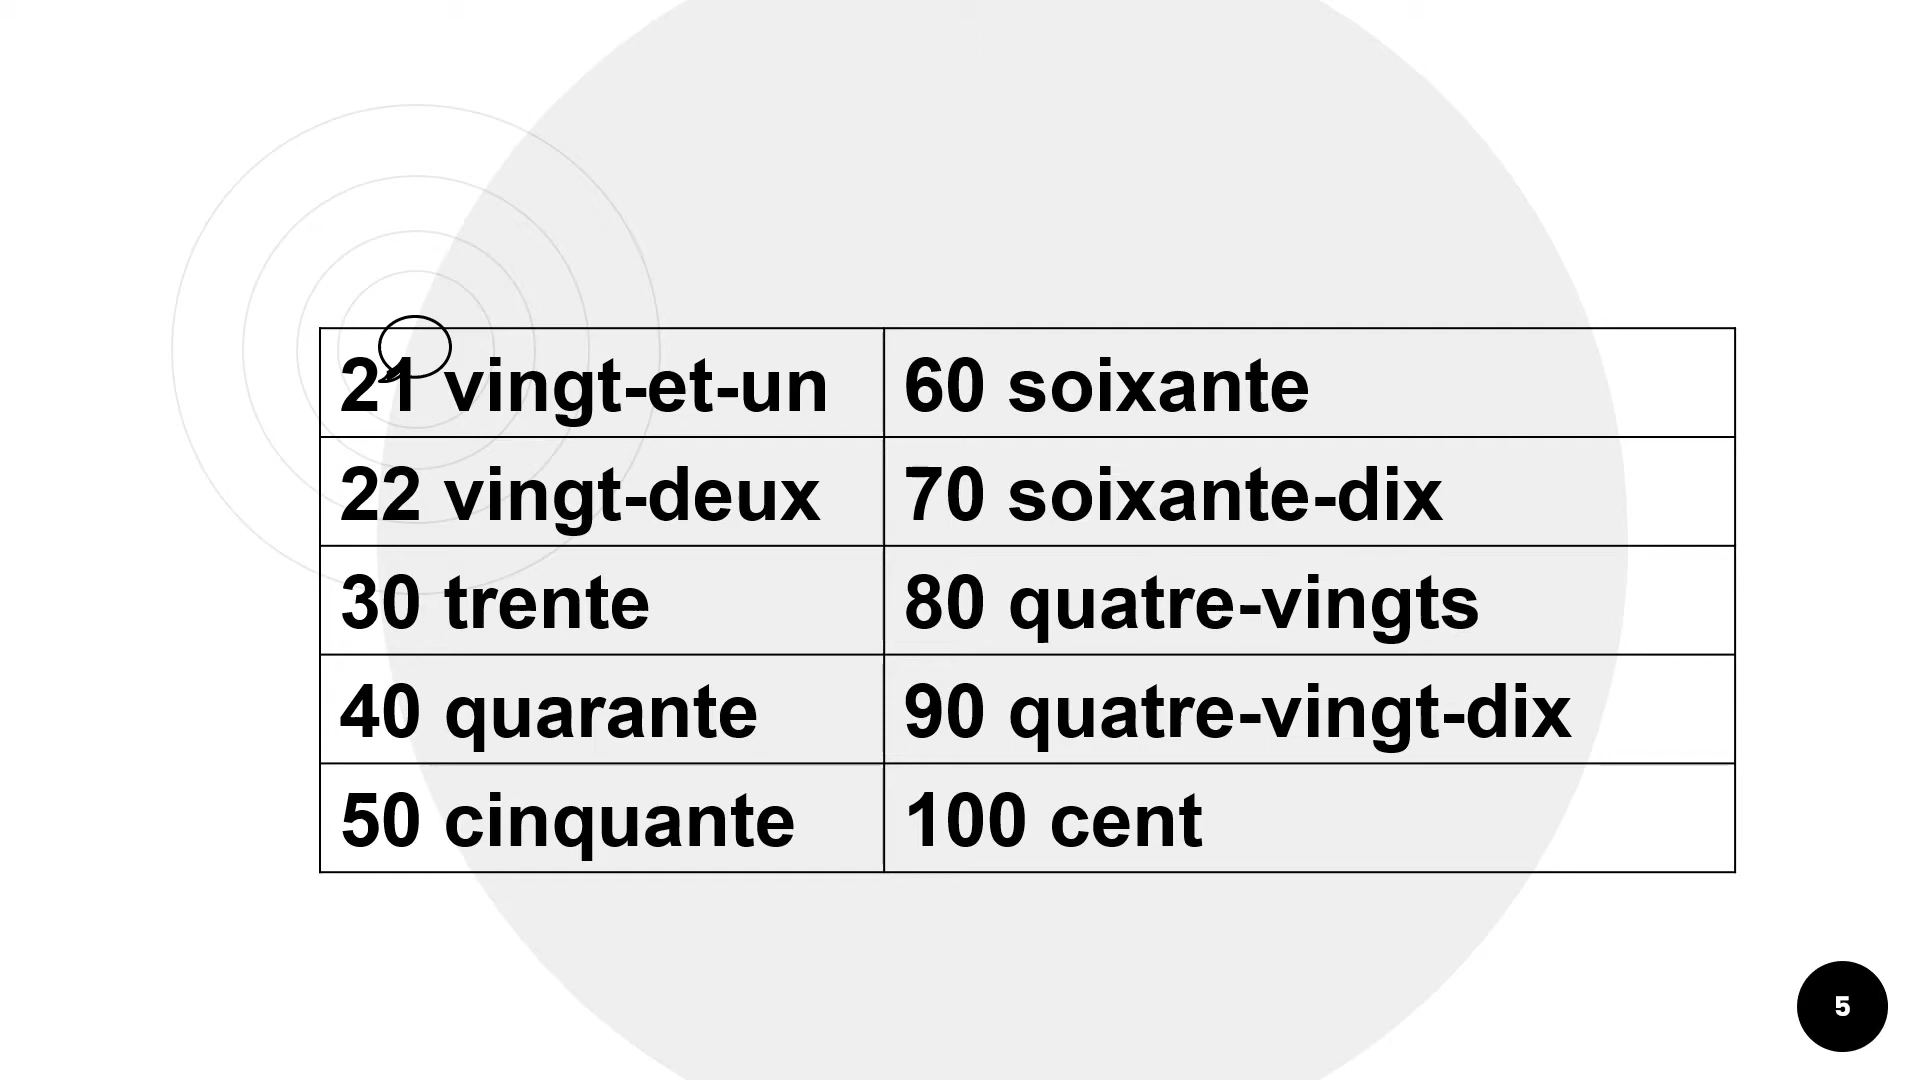 21 vingt-et-un
60 soixante
22 vingt-deux
70 soixante-dix
30 trente
80 quatre-vingts
40 quarante
90 quatre-vingt-dix
50 cinquante
100 cent
5